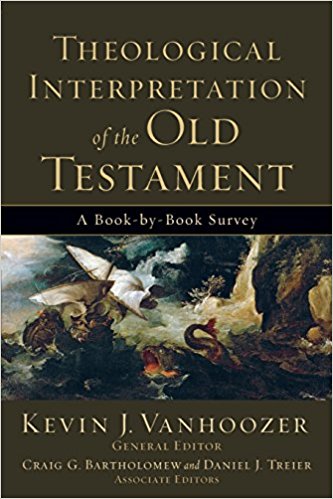 Theological
Interpretation
of the Old
Testament
A Book-by-Book Survey
Kevin J. Vanhoozer
General Editor
Craig G. Bartholomew and Daniel J. Treier
Associate Editors